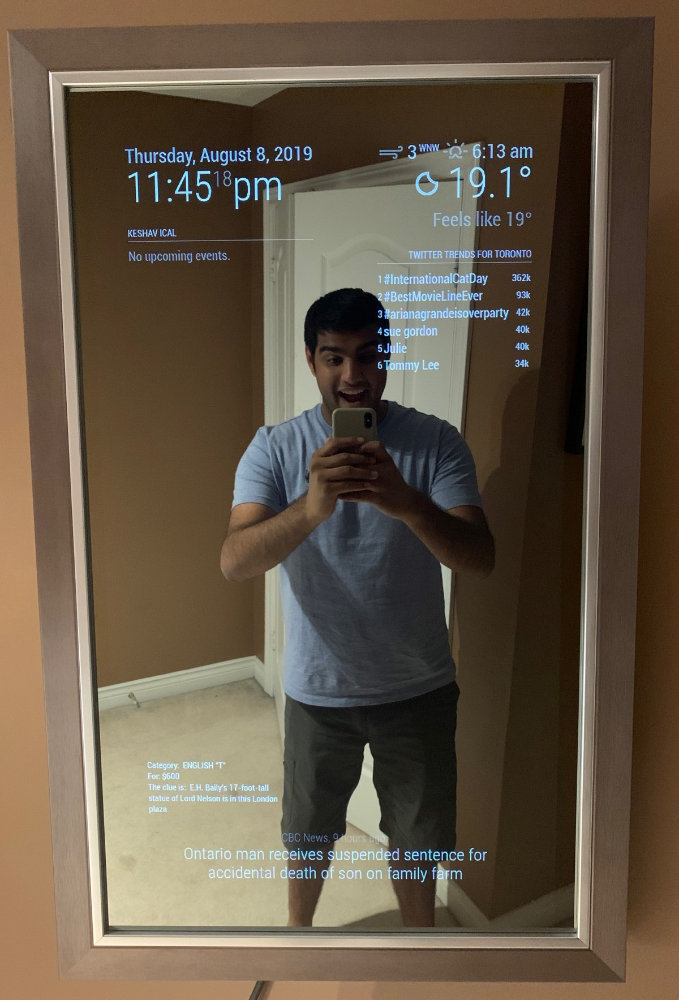 Thursday, August 8, 2019
11:45 18 pm
KESHAV ICAL
No upcoming events.
3 WNW 6:13 am
19.1°
Feels like 19°
TWITTER TRENDS FOR TORONTO
1 #InternationalCatDay 362k
2 #BestMovieLineEver 93k
3 #arianagrandeisoverparty 42k
4 sue gordon 40k
5 Julie 40k
6 Tommy Lee 34k
Category: ENGLISH "T"
For: $600
The clue is: E.H. Baily's 17-foot-tall
statue of Lord Nelson is in this London
plaza.
CBC News, 9 hours ago:
Ontario man receives suspended sentence for
accidental death of son on family farm